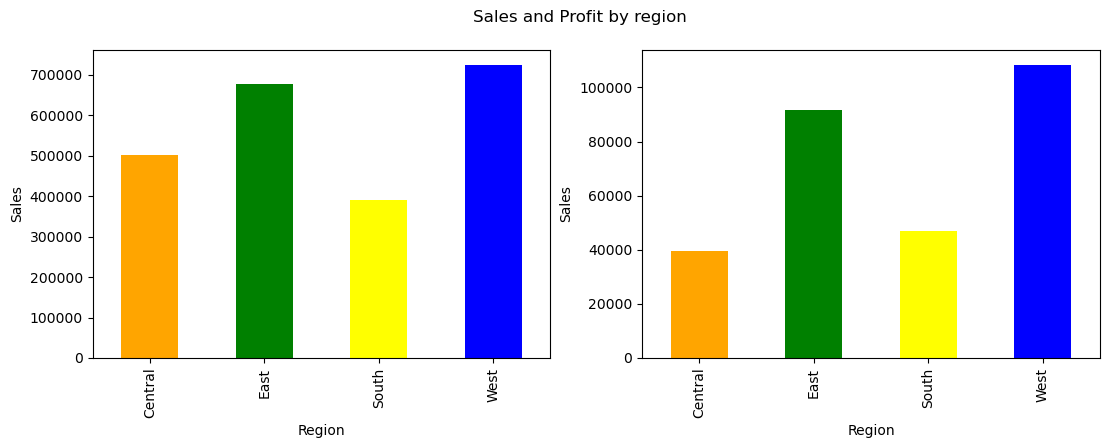 Sales and Profit by region
700000
600000
500000
400000
300000
200000
100000
0
Sales
Central
East
South
West
Region
100000
80000
60000
40000
20000
0
Sales
Central
East
South
West
Region